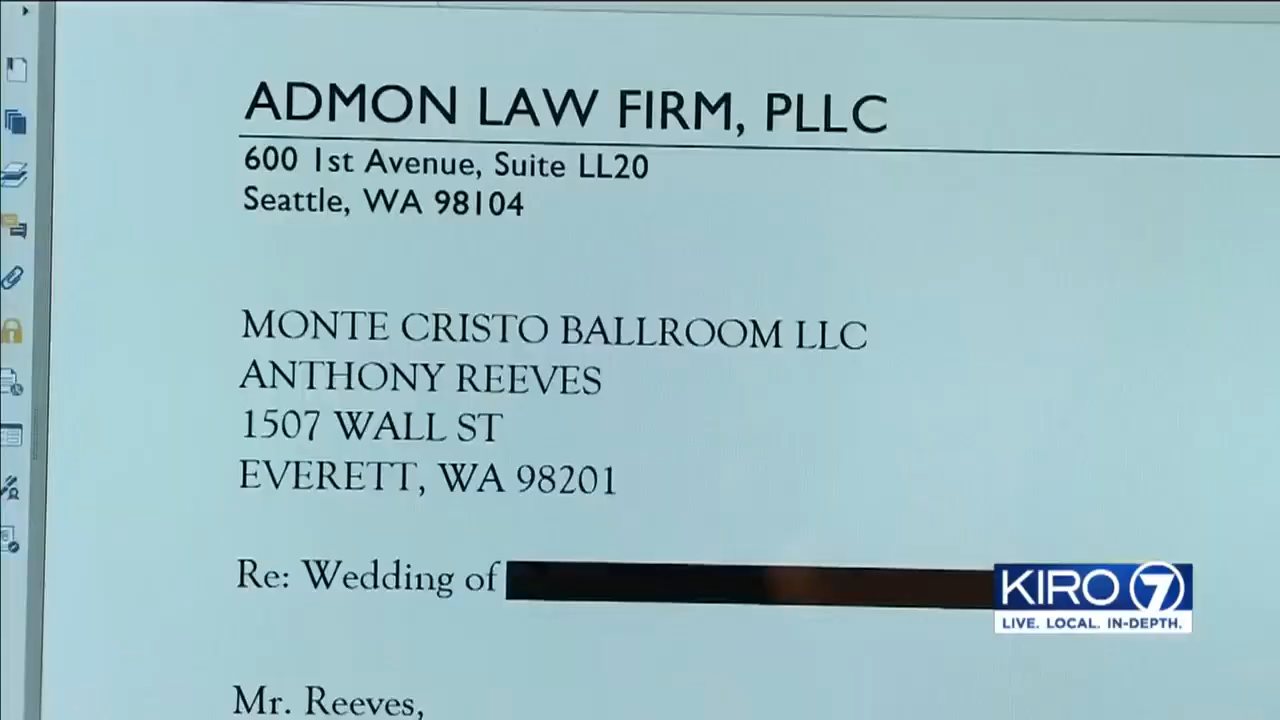 ADMON LAW FIRM, PLLC
600 1st Avenue, Suite LL20
Seattle, WA 98104
MONTE CRISTO BALLROOM LLC
ANTHONY REEVES
1507 WALL ST
EVERETT, WA 98201
Re: Wedding of
KIRO 7
LIVE. LOCAL. IN-DEPTH.
Mr. Reeves,